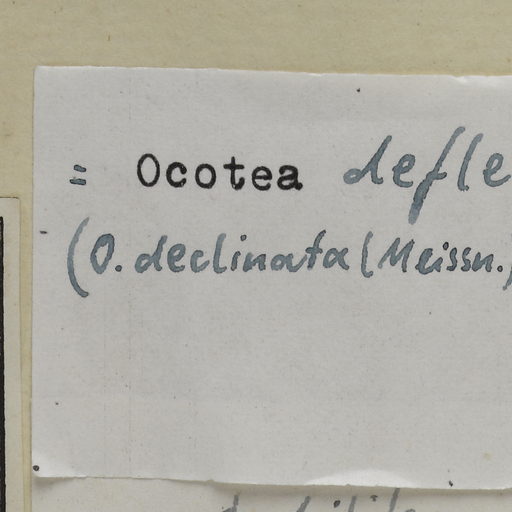 = Ocotea defle
(O. declinata (Meissn.)